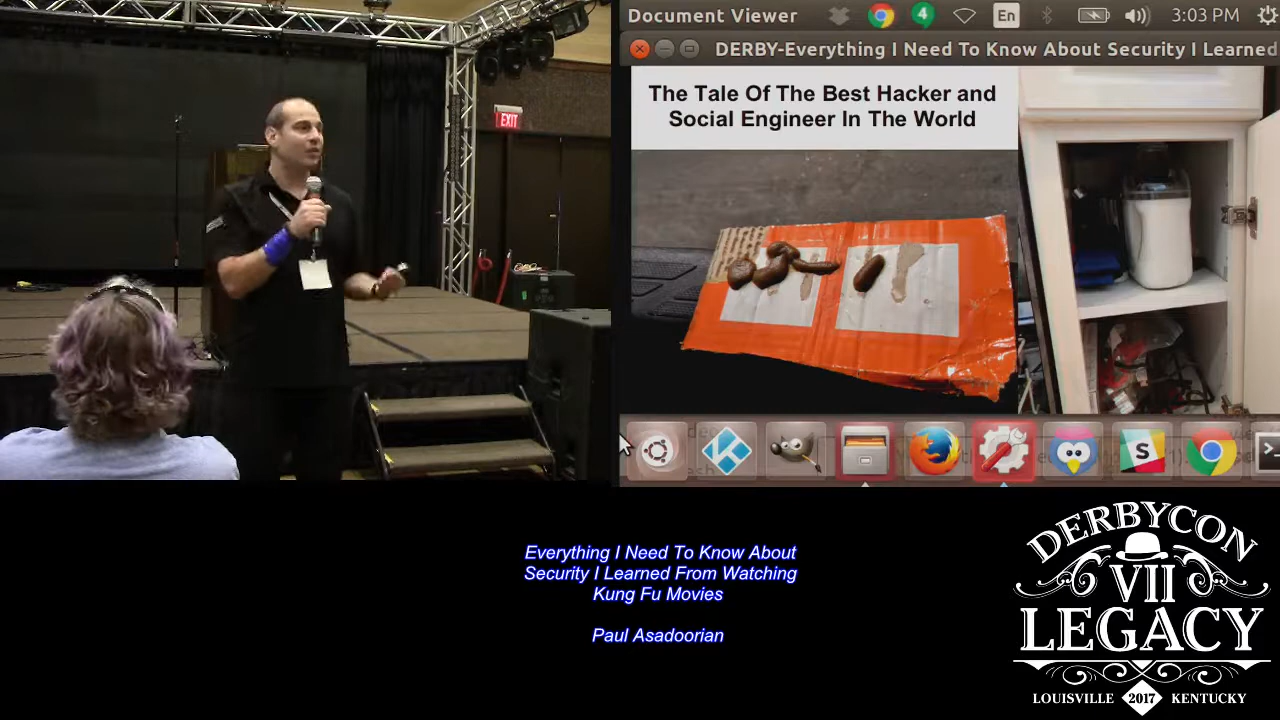 EXIT
Document Viewer
4
En
3:03 PM
DERBY-Everything I Need To Know About Security I Learned
The Tale Of The Best Hacker and
Social Engineer In The World
S
>_
Everything I Need To Know About
Security I Learned From Watching
Kung Fu Movies
Paul Asadoorian
DERBYCON
VII
LEGACY
LOUISVILLE 2017 KENTUCKY